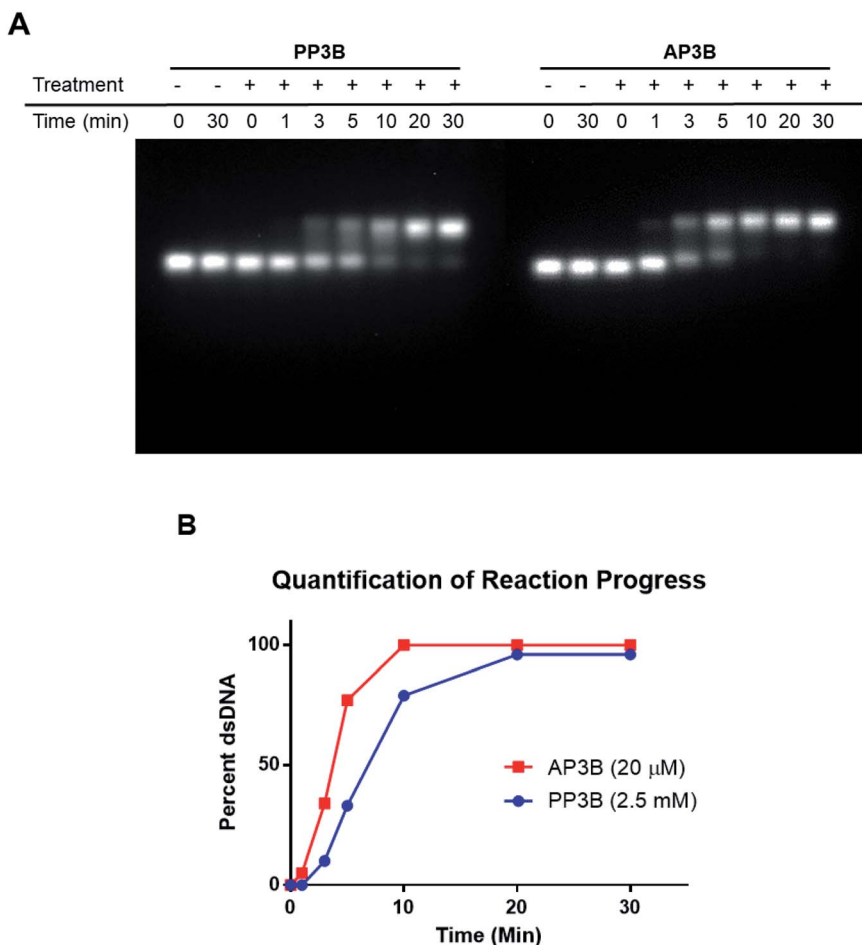 A
PP3B AP3B
Treatment - - + + + + + + + - - + + + + + + +
Time (min) 0 30 0 1 3 5 10 20 30 0 30 0 1 3 5 10 20 30
B
Quantification of Reaction Progress
Percent dsDNA
100
50
0
AP3B (20 μM)
PP3B (2.5 mM)
0 10 20 30
Time (Min)